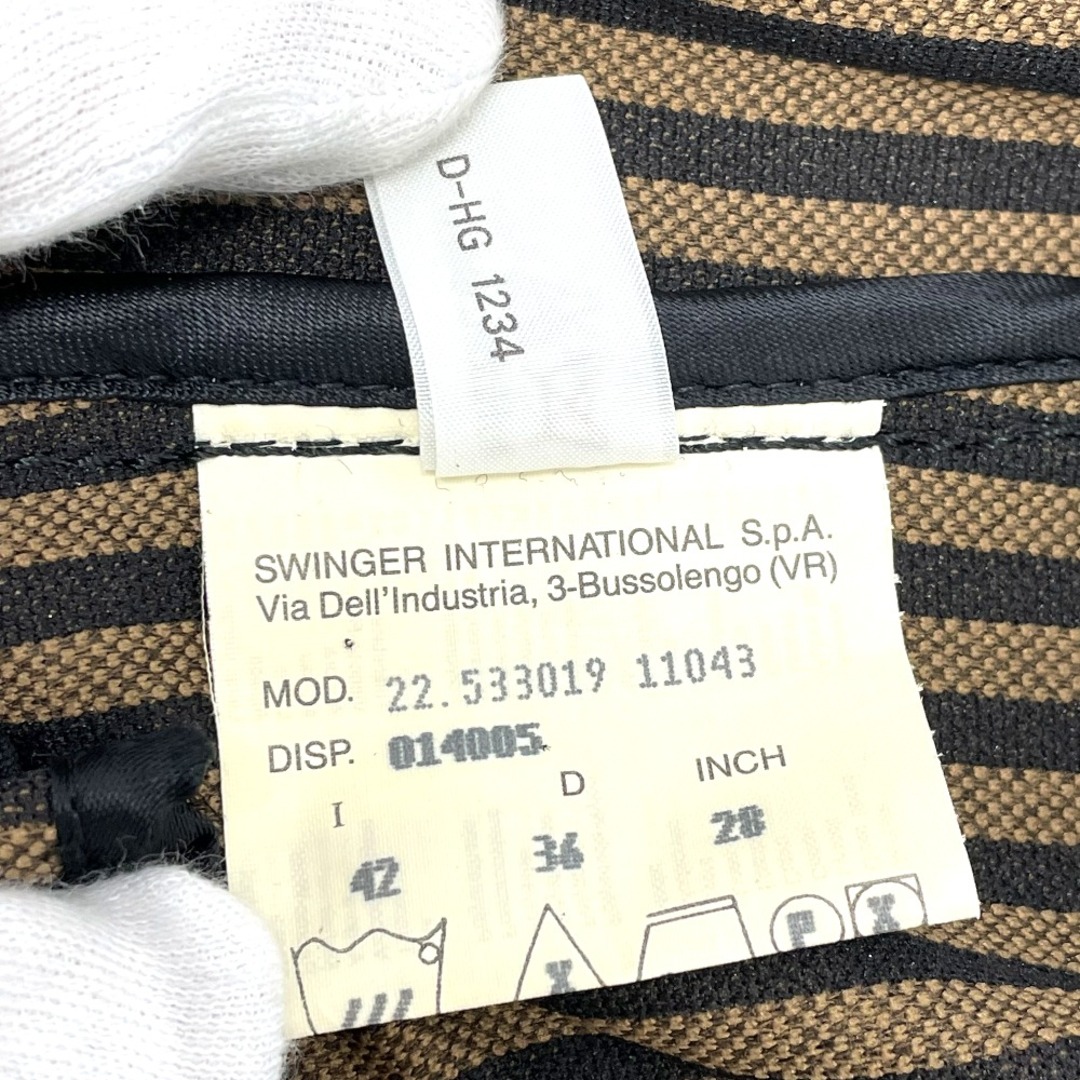 D-HG 1234
SWINGER INTERNATIONAL S.p.A.
Via Dell'Industria, 3-Bussolengo (VR)
MOD. 22.533019 11043
DISP. 014005
I D INCH
42 36 28
P X
X